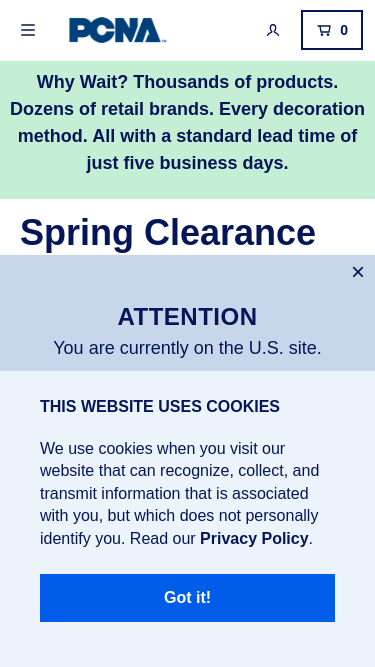 PCNA
0
Why Wait? Thousands of products.
Dozens of retail brands. Every decoration
method. All with a standard lead time of
just five business days.
Spring Clearance
ATTENTION
You are currently on the U.S. site.
THIS WEBSITE USES COOKIES
We use cookies when you visit our
website that can recognize, collect, and
transmit information that is associated
with you, but which does not personally
identify you. Read our Privacy Policy.
Got it!